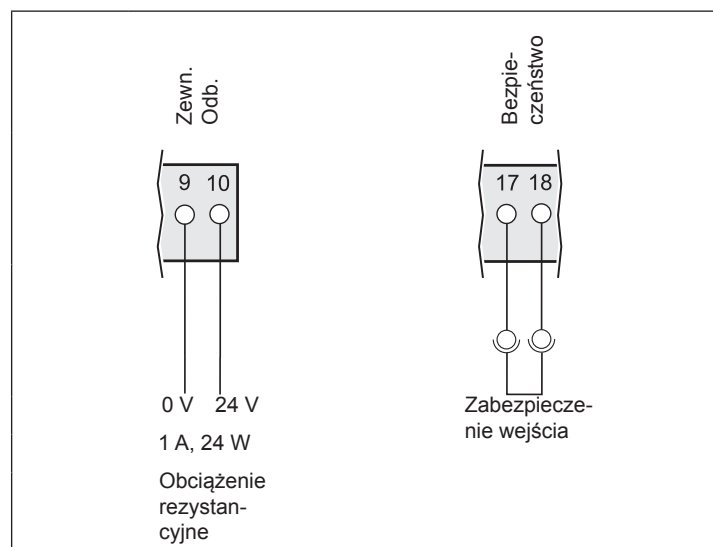 Zewn.
Odb.
9 10
0 V 24 V
1 A, 24 W
Obciążenie
rezystan-
cyjne
Bezpie-
czeństwo
17 18
Zabezpiecze-
nie wejścia